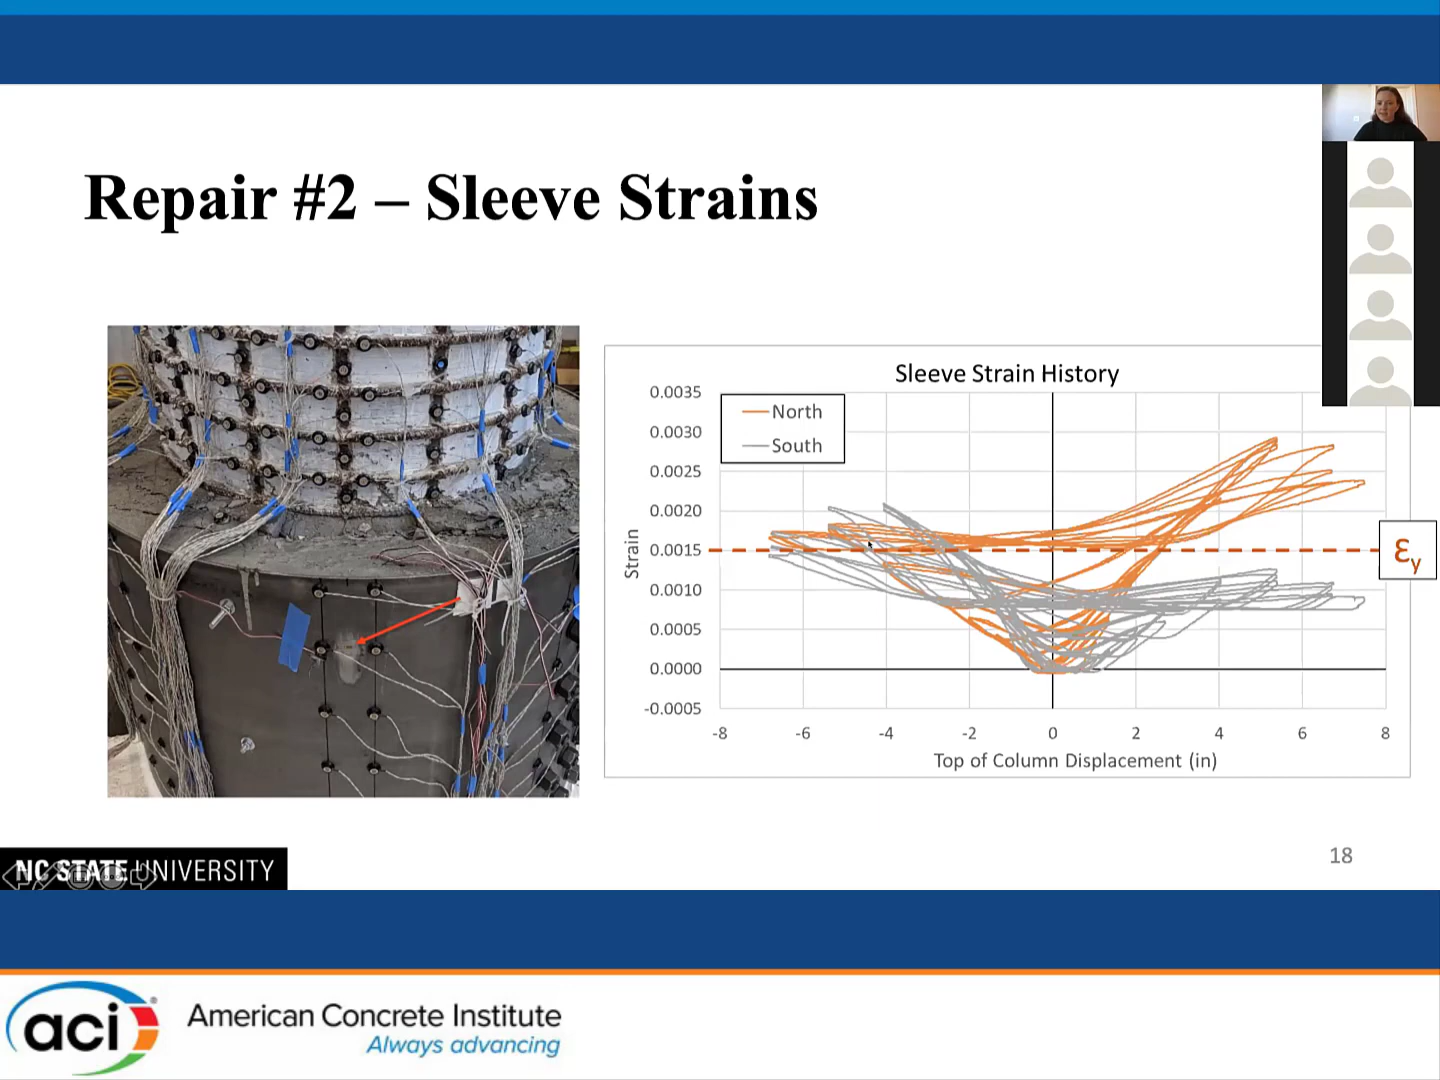 Repair #2 – Sleeve Strains
Sleeve Strain History
North
South
0.0035
0.0030
0.0025
0.0020
0.0015
0.0010
0.0005
0.0000
-0.0005
Strain
εy
-8 -6 -4 -2 0 2 4 6 8
Top of Column Displacement (in)
18
NC STATE UNIVERSITY
aci
American Concrete Institute
Always advancing